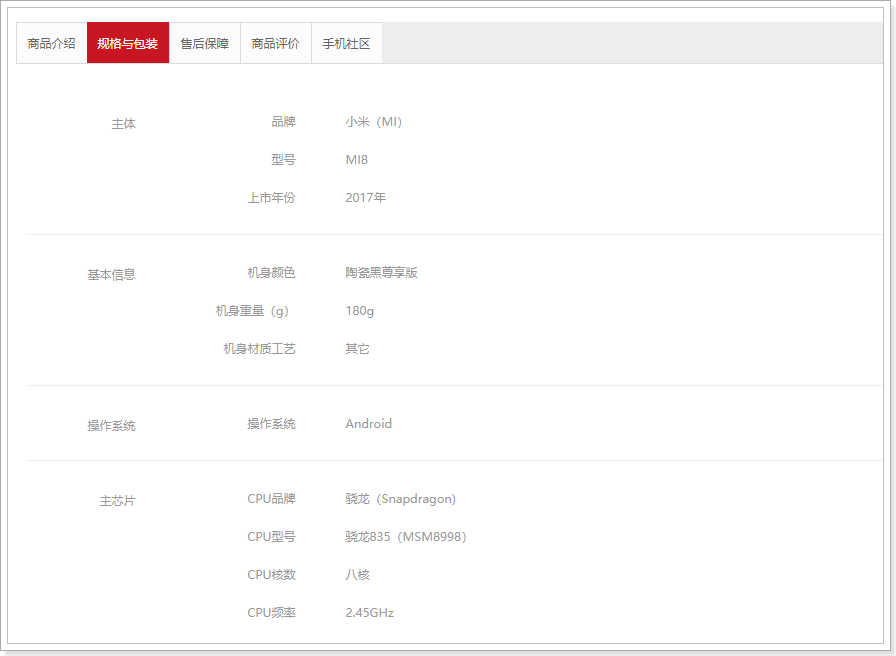 商品介绍 规格与包装 售后保障 商品评价 手机社区
主体 品牌 小米（MI）
型号 MI8
上市年份 2017年
基本信息 机身颜色 陶瓷黑尊享版
机身重量（g） 180g
机身材质工艺 其它
操作系统 操作系统 Android
主芯片 CPU品牌 骁龙（Snapdragon)
CPU型号 骁龙835（MSM8998）
CPU核数 八核
CPU频率 2.45GHz